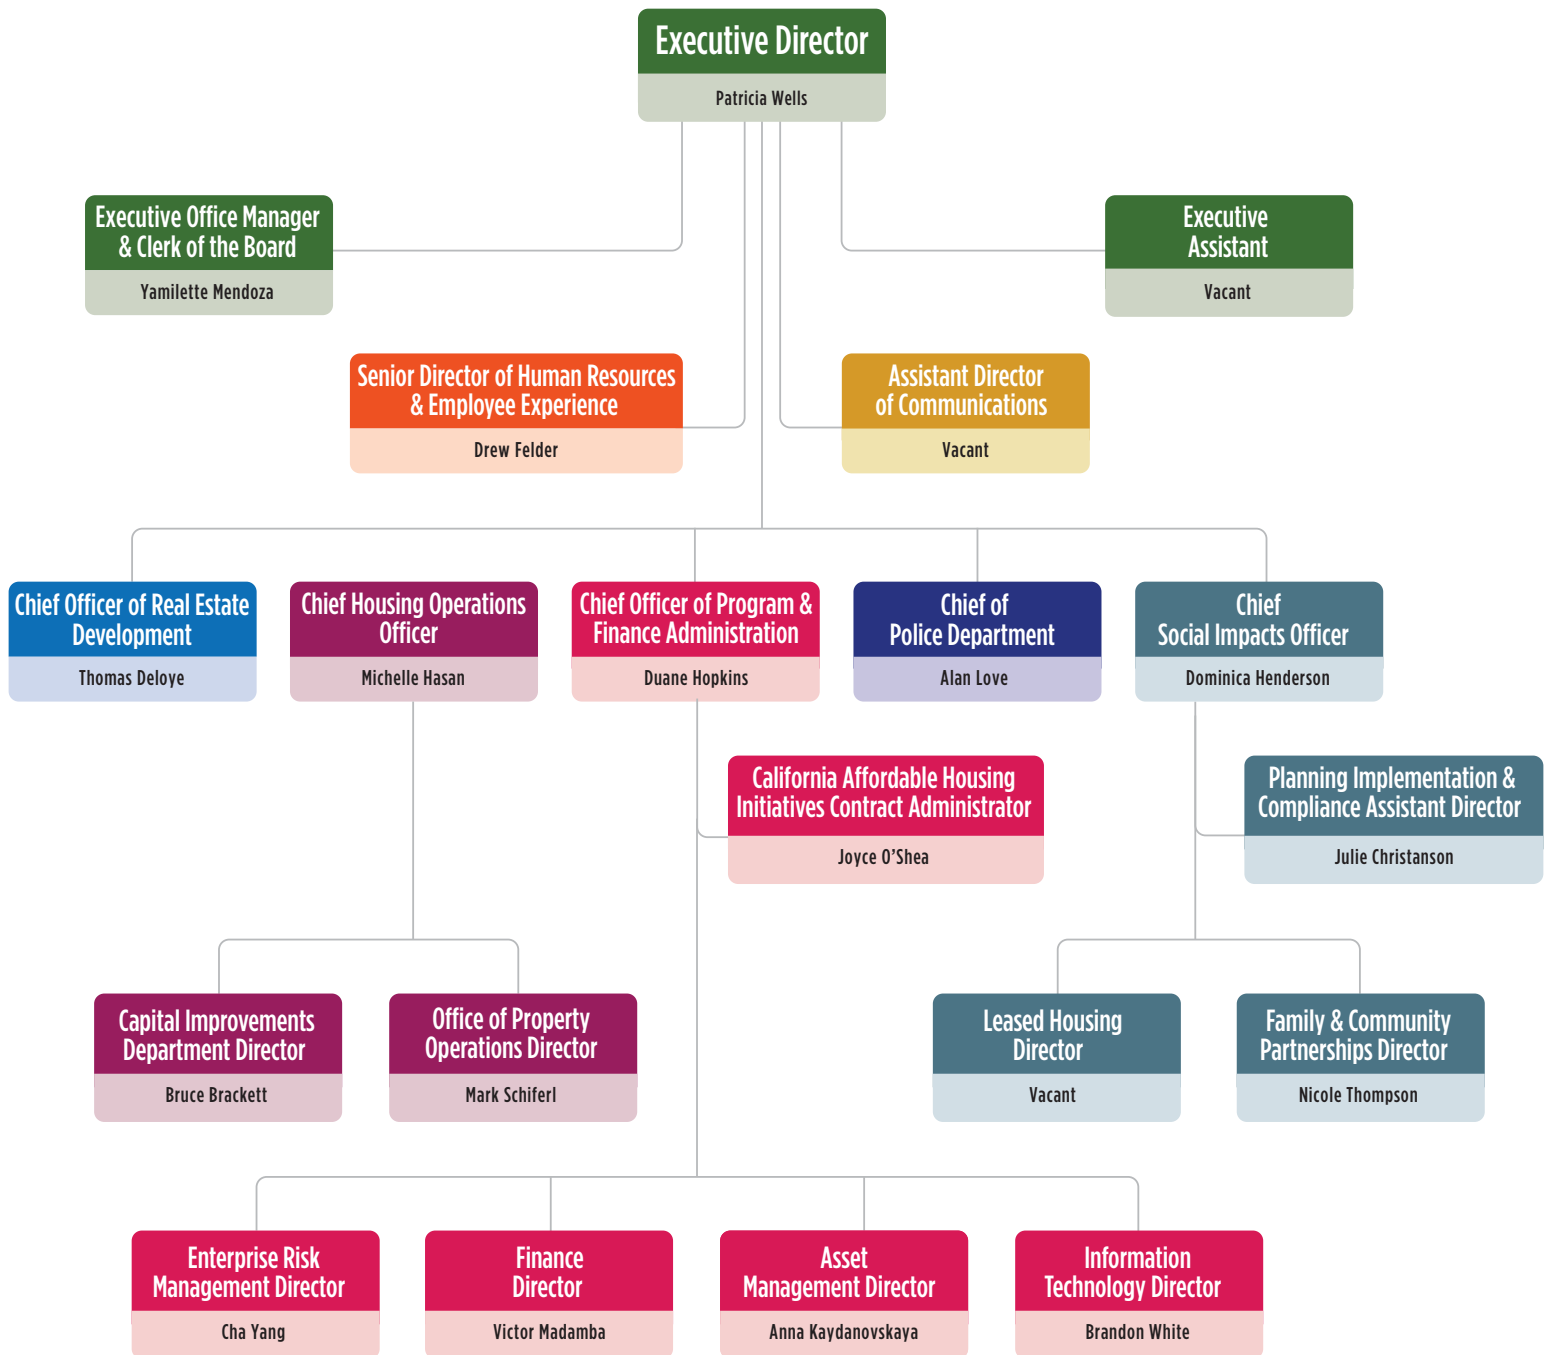 Executive Director
Patricia Wells
Executive Office Manager
& Clerk of the Board
Yamilette Mendoza
Executive
Assistant
Vacant
Senior Director of Human Resources
& Employee Experience
Drew Felder
Assistant Director
of Communications
Vacant
Chief Officer of Real Estate
Development
Thomas Deloye
Chief Housing Operations
Officer
Michelle Hasan
Chief Officer of Program &
Finance Administration
Duane Hopkins
Chief of
Police Department
Alan Love
Chief
Social Impacts Officer
Dominica Henderson
California Affordable Housing
Initiatives Contract Administrator
Joyce O’Shea
Planning Implementation &
Compliance Assistant Director
Julie Christanson
Capital Improvements
Department Director
Bruce Brackett
Office of Property
Operations Director
Mark Schiferl
Leased Housing
Director
Vacant
Family & Community
Partnerships Director
Nicole Thompson
Enterprise Risk
Management Director
Cha Yang
Finance
Director
Victor Madamba
Asset
Management Director
Anna Kaydanovskaya
Information
Technology Director
Brandon White